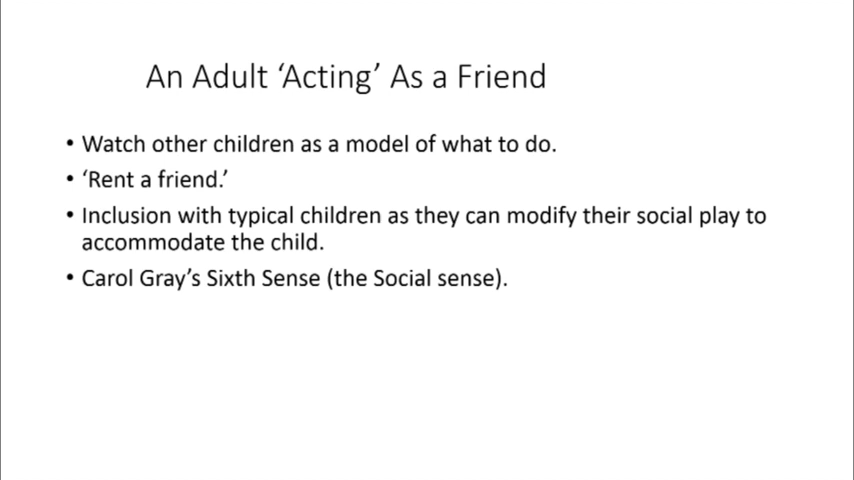 An Adult ‘Acting’ As a Friend
• Watch other children as a model of what to do.
• ‘Rent a friend.’
• Inclusion with typical children as they can modify their social play to
accommodate the child.
• Carol Gray’s Sixth Sense (the Social sense).